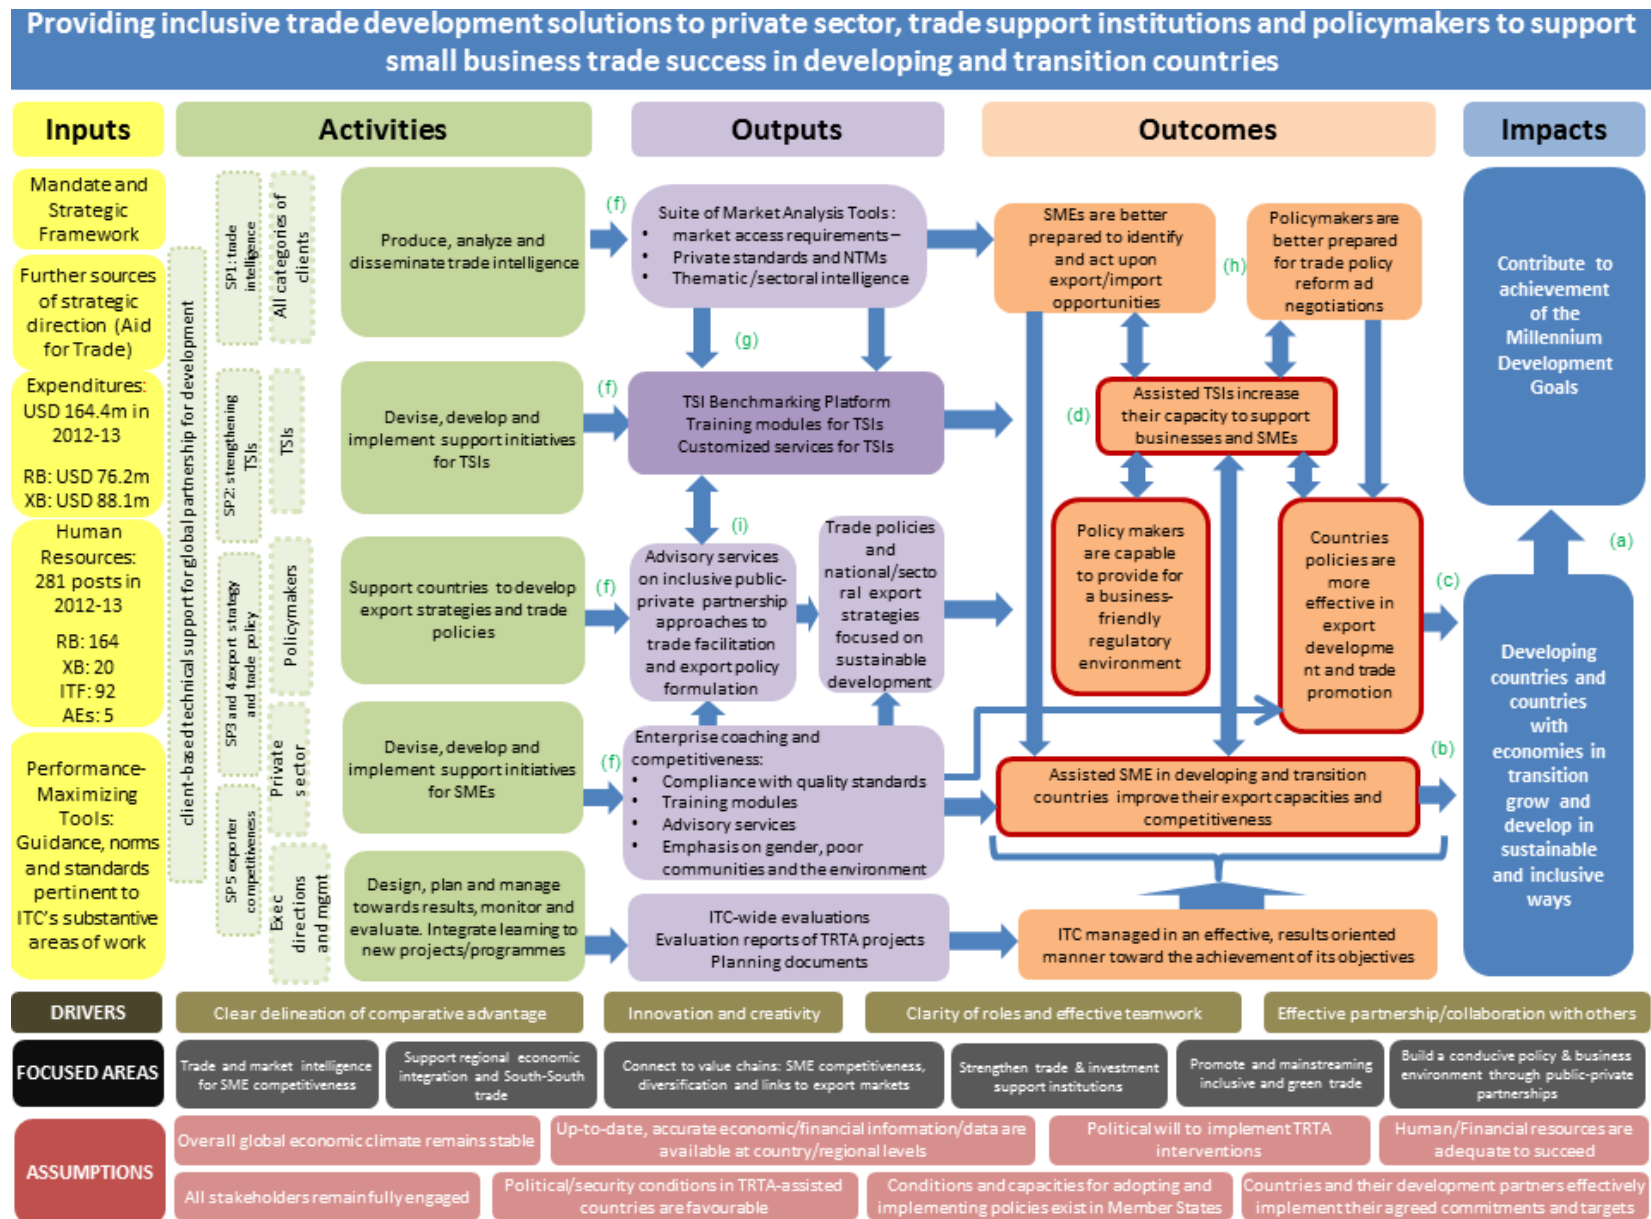 Providing inclusive trade development solutions to private sector, trade support institutions and policymakers to support
small business trade success in developing and transition countries
Inputs
Activities
Outputs
Outcomes
Impacts
Mandate and
Strategic
Framework
Further sources
of strategic
direction (Aid
for Trade)
Expenditures:
USD 164.4m in
2012-13
RB: USD 76.2m
XB: USD 88.1m
Human
Resources:
281 posts in
2012-13
RB: 164
XB: 20
ITF: 92
AEs: 5
Performance-
Maximizing
Tools:
Guidance, norms
and standards
pertinent to
ITC's substantive
areas of work
client-based technical support for global partnership for development
SP1: trade
intelligence
SP2: strengthening
TSIs
SP3 and 4export strategy
and trade policy
SP5 exporter
competitiveness
All categories of
clients
TSIs
Policymakers
Private
sector
Exec
directions
and mgmt
Produce, analyze and
disseminate trade intelligence
Devise, develop and
implement support initiatives
for TSIs
Support countries to develop
export strategies and trade
policies
Devise, develop and
implement support initiatives
for SMEs
Design, plan and manage
towards results, monitor and
evaluate. Integrate learning to
new projects/programmes
(f)
(f)
(f)
(f)
Suite of Market Analysis Tools :
• market access requirements –
• Private standards and NTMs
• Thematic /sectoral intelligence
(g)
TSI Benchmarking Platform
Training modules for TSIs
Customized services for TSIs
(i)
Advisory services
on inclusive public-
private partnership
approaches to
trade facilitation
and export policy
formulation
Trade policies
and
national/secto
ral export
strategies
focused on
sustainable
development
Enterprise coaching and
competitiveness:
• Compliance with quality standards
• Training modules
• Advisory services
• Emphasis on gender, poor
communities and the environment
ITC-wide evaluations
Evaluation reports of TRTA projects
Planning documents
SMEs are better
prepared to identify
and act upon
export/import
opportunities
(h)
Policymakers are
better prepared
for trade policy
reform ad
negotiations
(d)
Assisted TSIs increase
their capacity to support
businesses and SMEs
Policy makers
are capable
to provide for
a business-
friendly
regulatory
environment
Countries
policies are
more
effective in
export
developme
nt and trade
promotion
(c)
(b)
Assisted SME in developing and transition
countries improve their export capacities and
competitiveness
ITC managed in an effective, results oriented
manner toward the achievement of its objectives
Contribute to
achievement
of the
Millennium
Development
Goals
(a)
Developing
countries and
countries
with
economies in
transition
grow and
develop in
sustainable
and inclusive
ways
DRIVERS
Clear delineation of comparative advantage
Innovation and creativity
Clarity of roles and effective teamwork
Effective partnership/collaboration with others
FOCUSED AREAS
Trade and market intelligence
for SME competitiveness
Support regional economic
integration and South-South
trade
Connect to value chains: SME competitiveness,
diversification and links to export markets
Strengthen trade & investment
support institutions
Promote and mainstreaming
inclusive and green trade
Build a conducive policy & business
environment through public-private
partnerships
ASSUMPTIONS
Overall global economic climate remains stable
Up-to-date, accurate economic/financial information/data are
available at country/regional levels
Political will to implement TRTA
interventions
Human/Financial resources are
adequate to succeed
All stakeholders remain fully engaged
Political/security conditions in TRTA-assisted
countries are favourable
Conditions and capacities for adopting and
implementing policies exist in Member States
Countries and their development partners effectively
implement their agreed commitments and targets